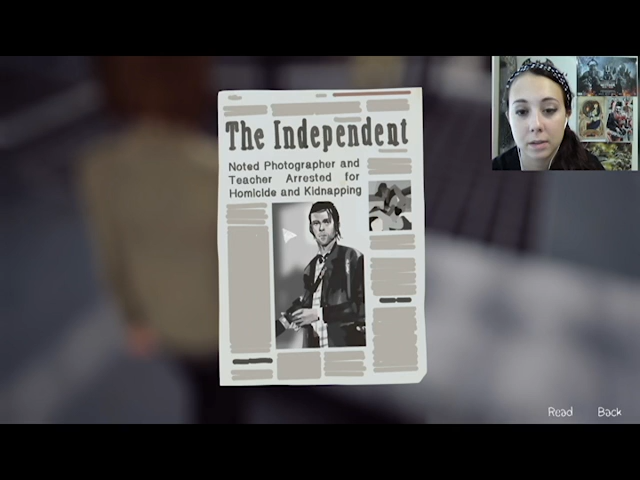 The Independent
Noted Photographer and
Teacher Arrested for
Homicide and Kidnapping
Read Back